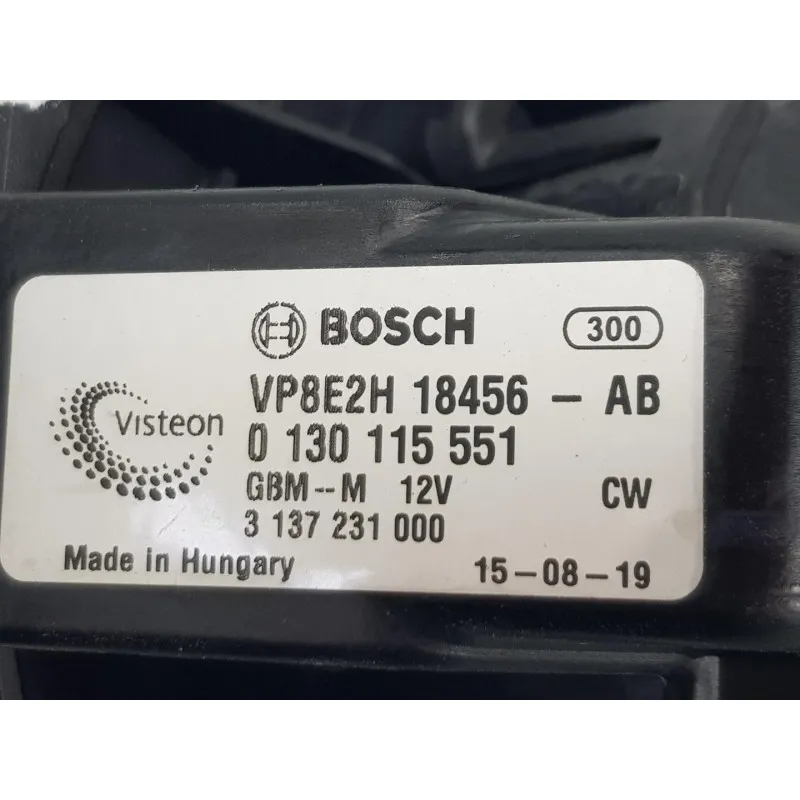 BOSCH 300
VP8E2H 18456 - AB
Visteon
0 130 115 551
GBM--M 12V CW
3 137 231 000
Made in Hungary 15-08-19